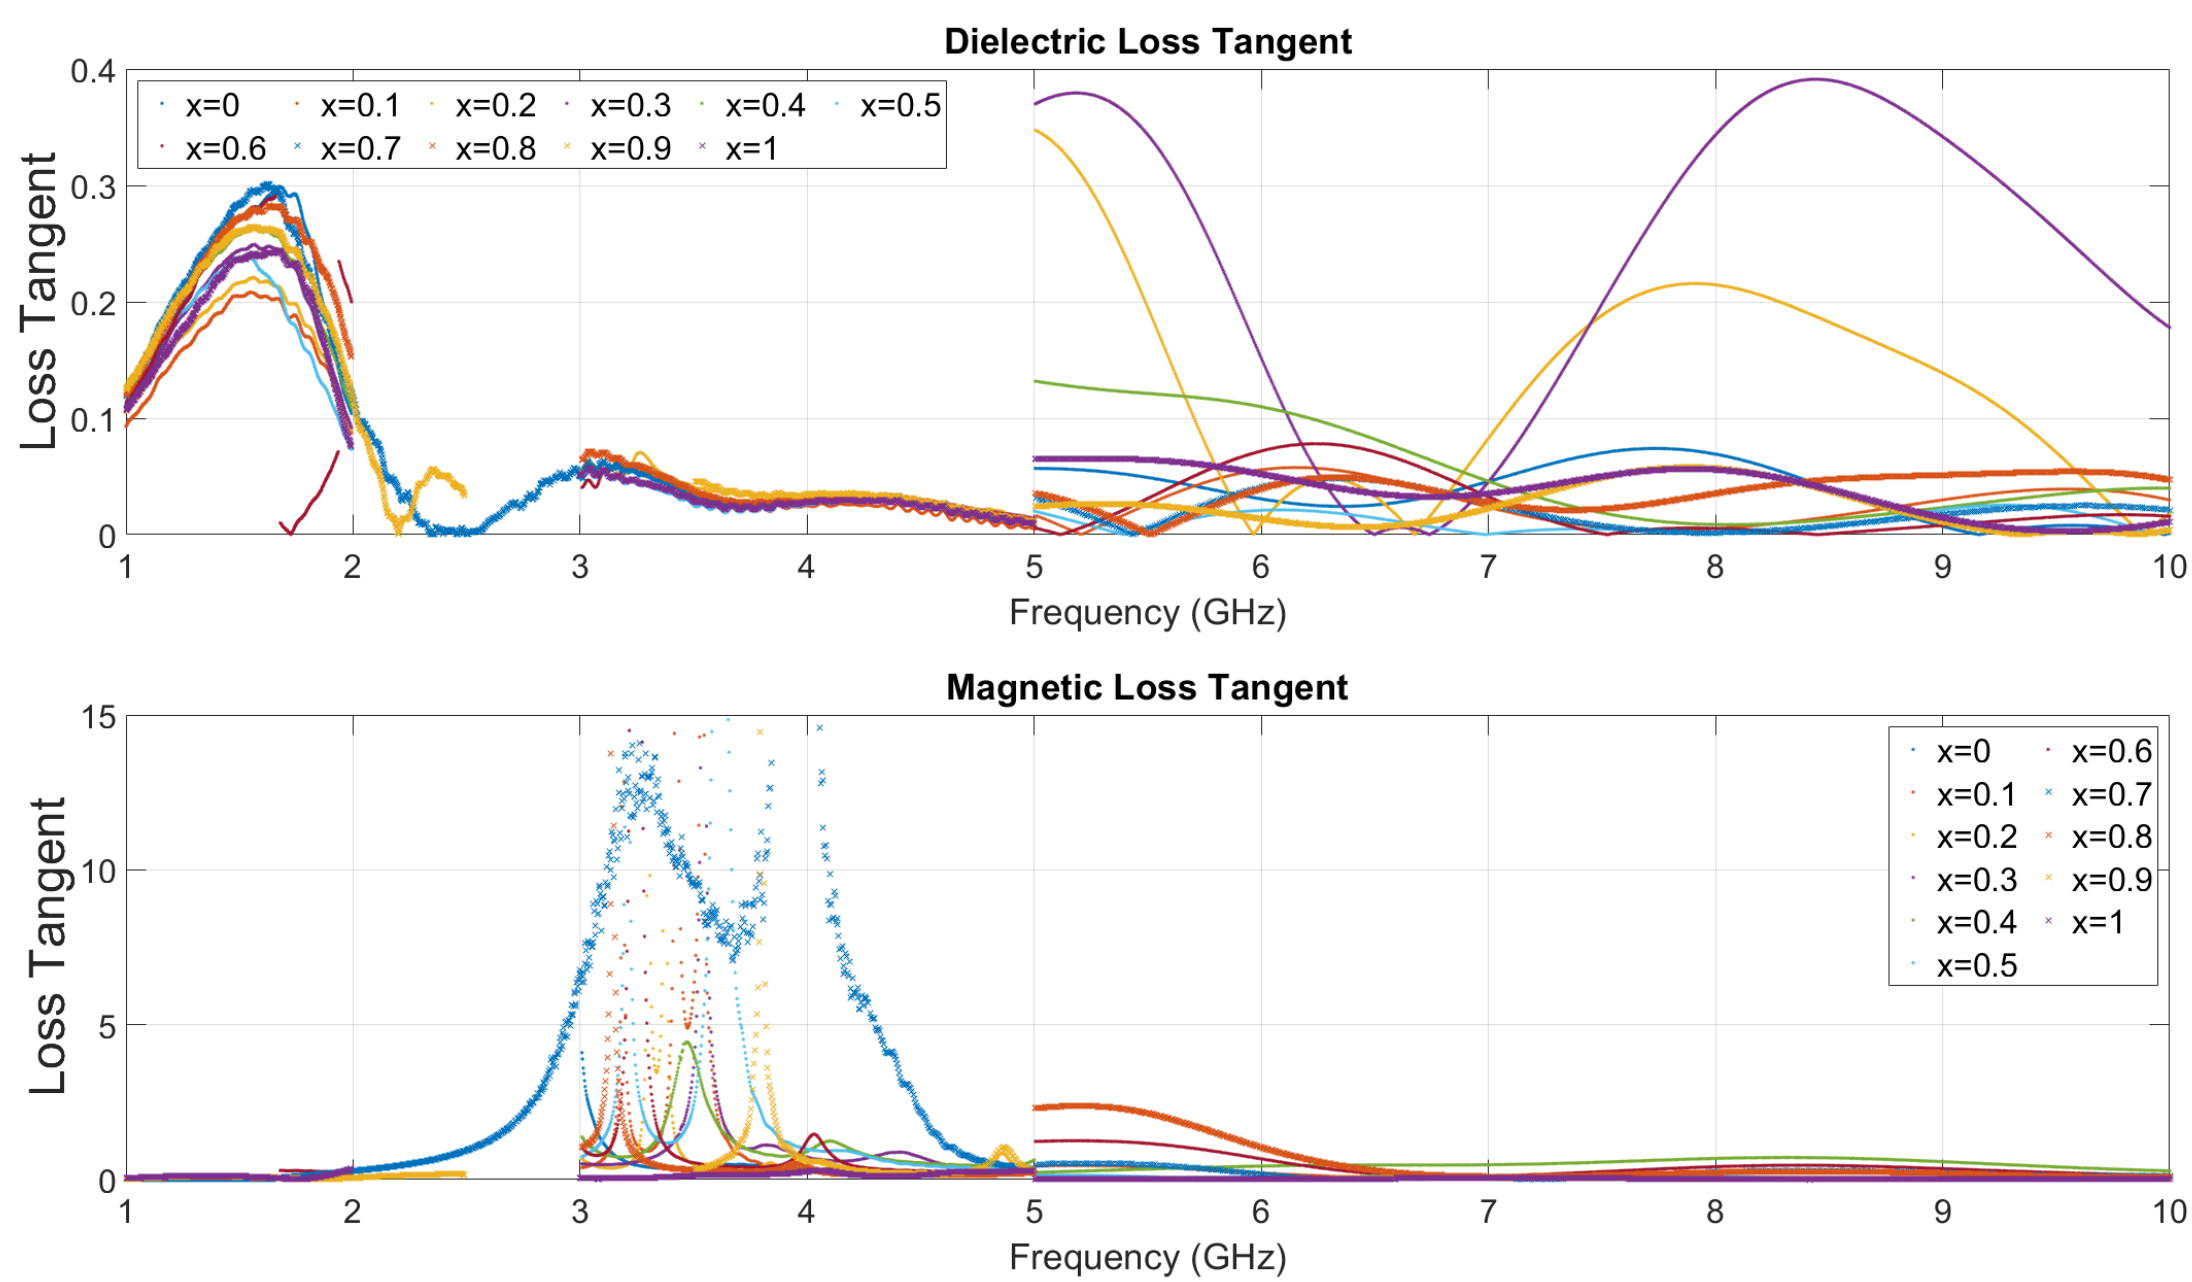 Dielectric Loss Tangent
0.4
x=0 x=0.1 x=0.2 x=0.3 x=0.4 x=0.5
x=0.6 x=0.7 x=0.8 x=0.9 x=1
0.3
0.2
0.1
0
Loss Tangent
1 2 3 4 5 6 7 8 9 10
Frequency (GHz)
Magnetic Loss Tangent
15
10
5
0
Loss Tangent
x=0 x=0.6
x=0.1 x=0.7
x=0.2 x=0.8
x=0.3 x=0.9
x=0.4 x=1
x=0.5
1 2 3 4 5 6 7 8 9 10
Frequency (GHz)